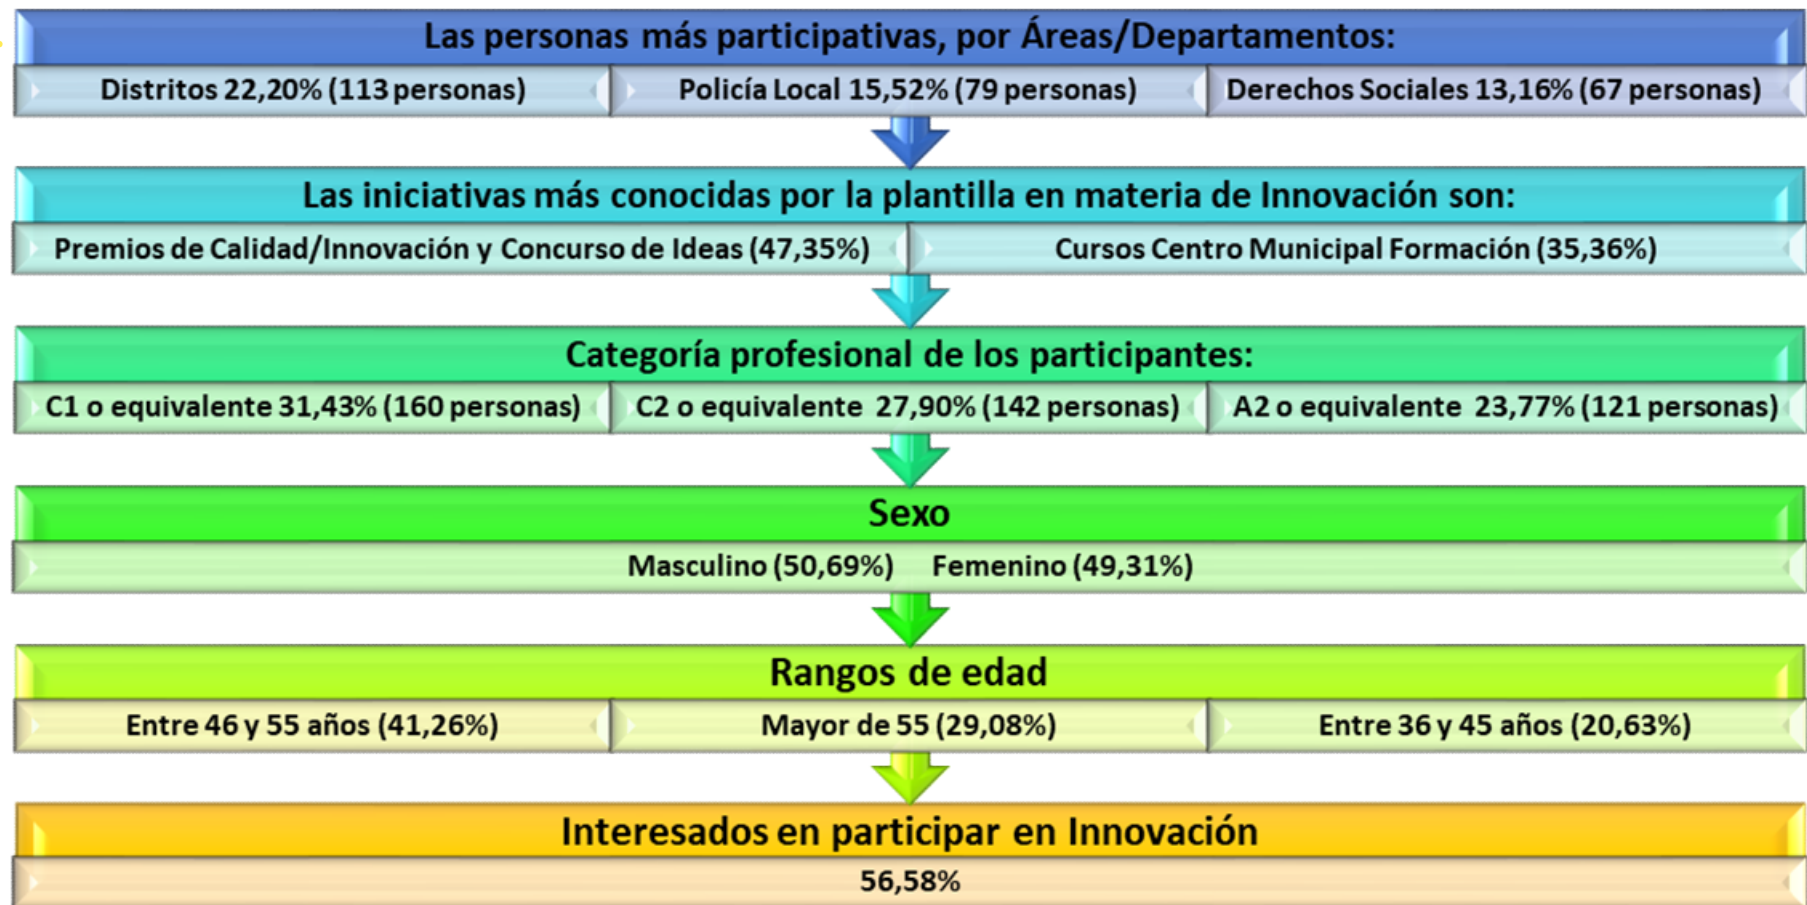 Las personas más participativas, por Áreas/Departamentos:
Distritos 22,20% (113 personas)
Policía Local 15,52% (79 personas)
Derechos Sociales 13,16% (67 personas)
Las iniciativas más conocidas por la plantilla en materia de Innovación son:
Premios de Calidad/Innovación y Concurso de Ideas (47,35%)
Cursos Centro Municipal Formación (35,36%)
Categoría profesional de los participantes:
C1 o equivalente 31,43% (160 personas)
C2 o equivalente 27,90% (142 personas)
A2 o equivalente 23,77% (121 personas)
Sexo
Masculino (50,69%) Femenino (49,31%)
Rangos de edad
Entre 46 y 55 años (41,26%)
Mayor de 55 (29,08%)
Entre 36 y 45 años (20,63%)
Interesados en participar en Innovación
56,58%